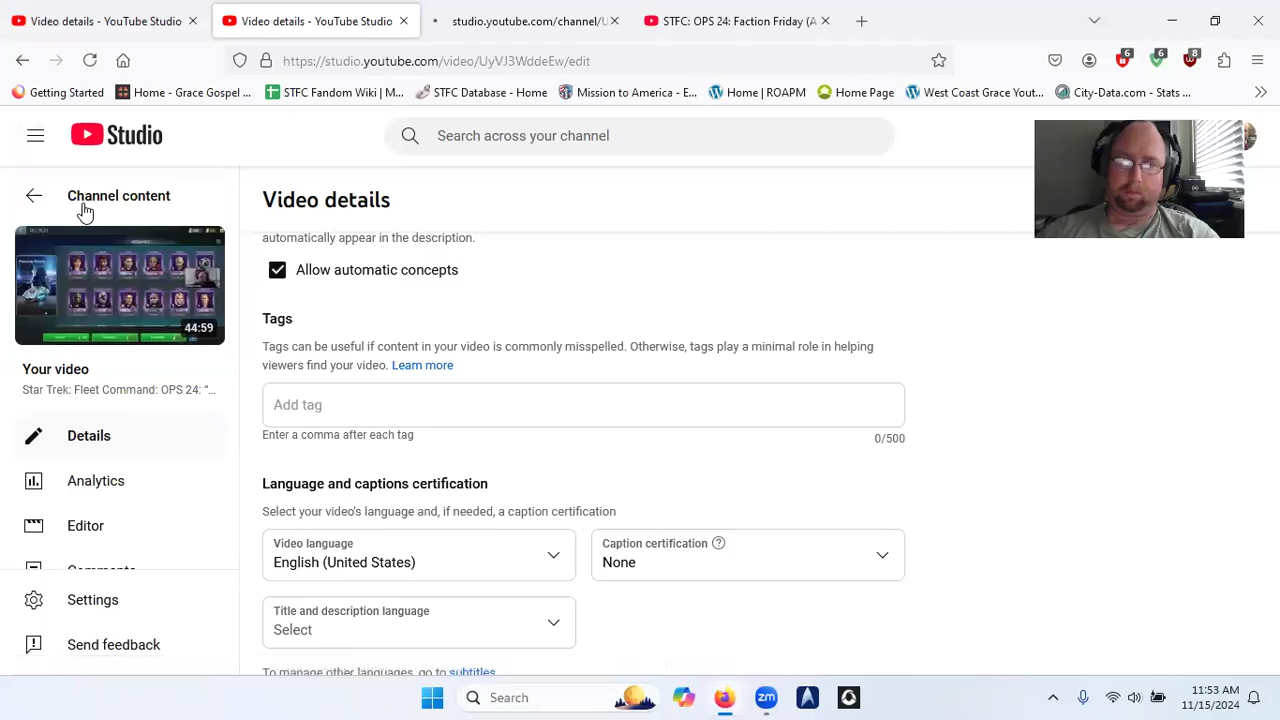 Video details - YouTube Studio
Video details - YouTube Studio
studio.youtube.com/channel/U
STFC: OPS 24: Faction Friday (A
https://studio.youtube.com/video/UyVJ3WddeEw/edit
6
6
8
Getting Started
Home - Grace Gospel ...
STFC Fandom Wiki | M...
STFC Database - Home
Mission to America - E...
Home | ROAPM
Home Page
West Coast Grace Yout...
City-Data.com - Stats ...
Studio
Search across your channel
Channel content
Video details
automatically appear in the description.
Allow automatic concepts
44:59
Tags
Tags can be useful if content in your video is commonly misspelled. Otherwise, tags play a minimal role in helping
viewers find your video. Learn more
Your video
Star Trek: Fleet Command: OPS 24: “...
Add tag
Enter a comma after each tag
0/500
Details
Analytics
Editor
Comments
Settings
Send feedback
Language and captions certification
Select your video's language and, if needed, a caption certification
Video language
English (United States)
Caption certification
None
Title and description language
Select
To manage other languages, go to subtitles
Search
zm
11:53 AM
11/15/2024